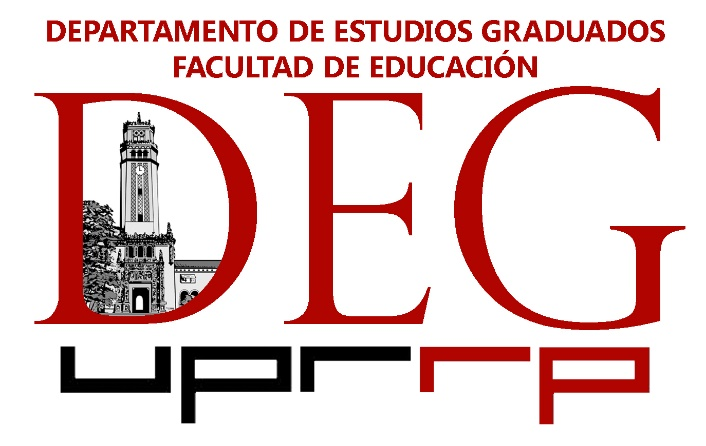 DEPARTAMENTO DE ESTUDIOS GRADUADOS
FACULTAD DE EDUCACIÓN
DEG
uprrp